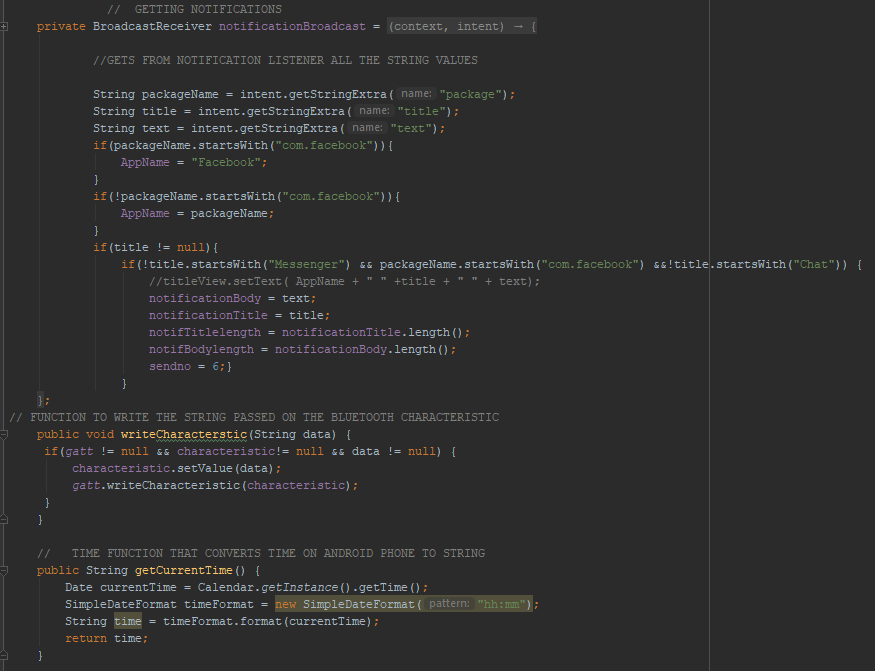 //  GETTING NOTIFICATIONS
private BroadcastReceiver notificationBroadcast = (context, intent) → {
//GETS FROM NOTIFICATION LISTENER ALL THE STRING VALUES
String packageName = intent.getStringExtra( name: "package");
String title = intent.getStringExtra( name: "title");
String text = intent.getStringExtra( name: "text");
if(packageName.startsWith("com.facebook")){
AppName = "Facebook";
}
if(!packageName.startsWith("com.facebook")){
AppName = packageName;
}
if(title != null){
if(!title.startsWith("Messenger") && packageName.startsWith("com.facebook") &&!title.startsWith("Chat")) {
//titleView.setText( AppName + " " +title + " " + text);
notificationBody = text;
notificationTitle = title;
notifTitlelength = notificationTitle.length();
notifBodylength = notificationBody.length();
sendno = 6;}
}
};
// FUNCTION TO WRITE THE STRING PASSED ON THE BLUETOOTH CHARACTERISTIC
public void writeCharacterstic(String data) {
if(gatt != null && characteristic!= null && data != null) {
characteristic.setValue(data);
gatt.writeCharacteristic(characteristic);
}
}
//   TIME FUNCTION THAT CONVERTS TIME ON ANDROID PHONE TO STRING
public String getCurrentTime() {
Date currentTime = Calendar.getInstance().getTime();
SimpleDateFormat timeFormat = new SimpleDateFormat( pattern: "hh:mm");
String time = timeFormat.format(currentTime);
return time;
}